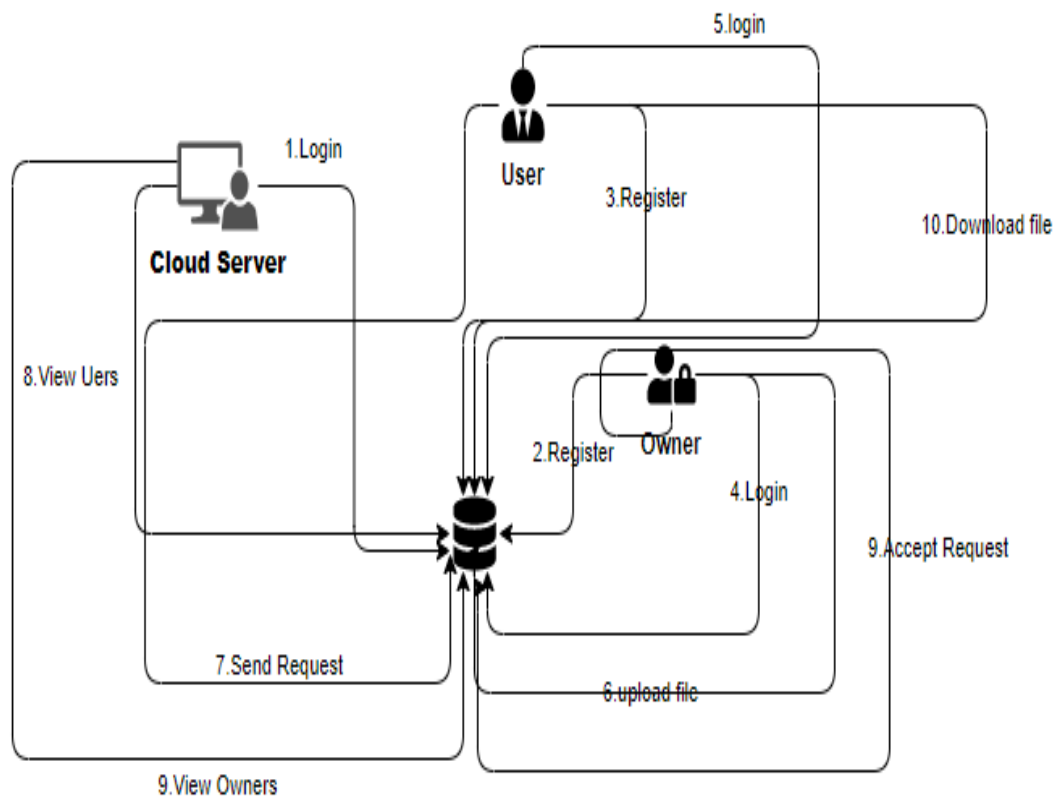 5.login
1.Login
User
3.Register
10.Download file
Cloud Server
8.View Uers
Owner
2.Register
4.Login
9.Accept Request
7.Send Request
6.upload file
9.View Owners